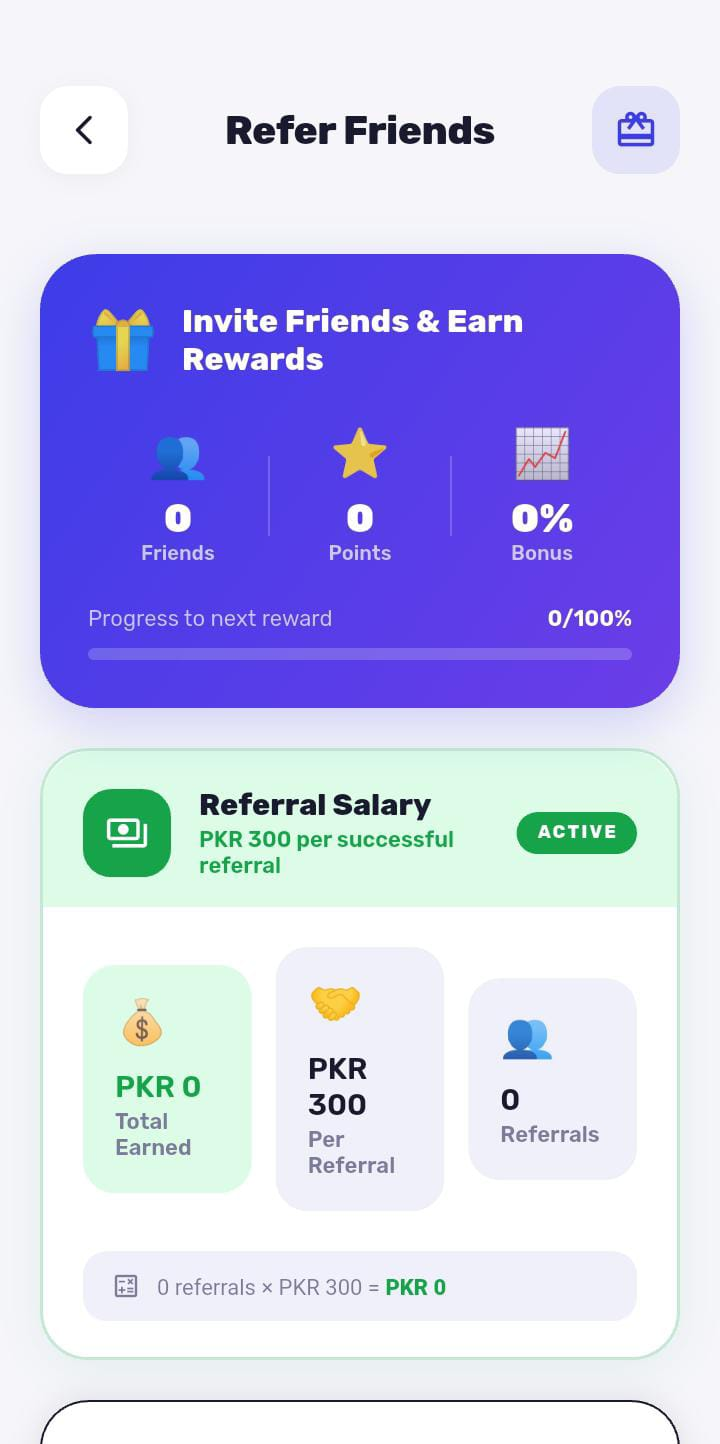 Refer Friends
Invite Friends & Earn
Rewards
0
Friends
0
Points
0%
Bonus
Progress to next reward
0/100%
Referral Salary
PKR 300 per successful
referral
ACTIVE
PKR 0
Total
Earned
PKR
300
Per
Referral
0
Referrals
0 referrals × PKR 300 = PKR 0